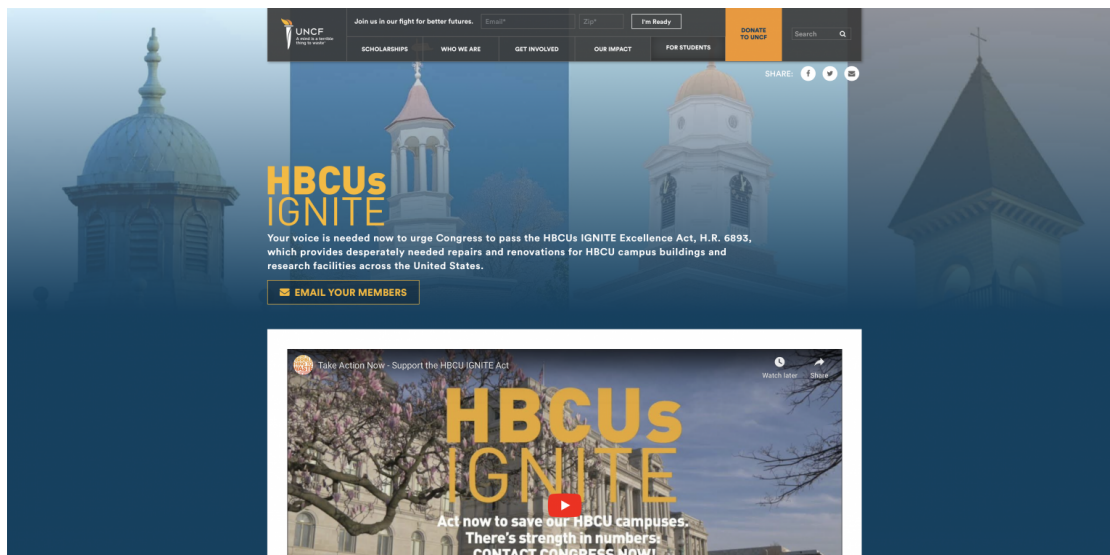 UNCF
A mind is a terrible
thing to waste®
Join us in our fight for better futures.
Email*
Zip*
I'm Ready
DONATE
TO UNCF
Search
SCHOLARSHIPS
WHO WE ARE
GET INVOLVED
OUR IMPACT
FOR STUDENTS
SHARE:
HBCUs
IGNITE
Your voice is needed now to urge Congress to pass the HBCUs IGNITE Excellence Act, H.R. 6893,
which provides desperately needed repairs and renovations for HBCU campus buildings and
research facilities across the United States.
EMAIL YOUR MEMBERS
Take Action Now - Support the HBCU IGNITE Act
Watch later
Share
HBCUs
IGNITE
Act now to save our HBCU campuses.
There's strength in numbers:
CONTACT CONGRESS NOW!